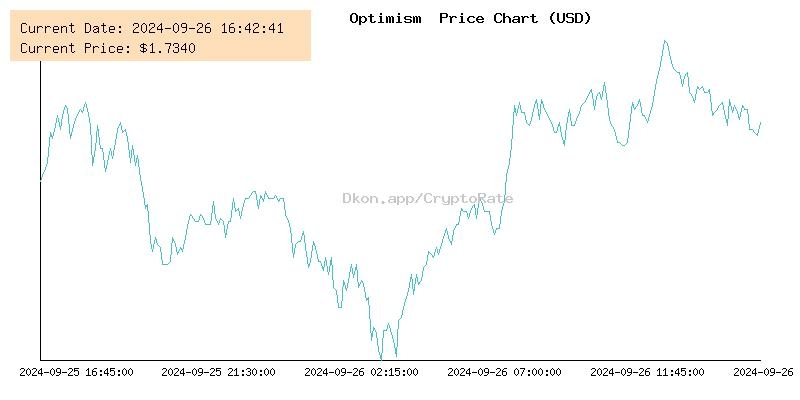 Optimism Price Chart (USD)
Current Date: 2024-09-26 16:42:41
Current Price: $1.7340
Dkon.app/CryptoRate
2024-09-25 16:45:00 2024-09-25 21:30:00 2024-09-26 02:15:00 2024-09-26 07:00:00 2024-09-26 11:45:00 2024-09-26